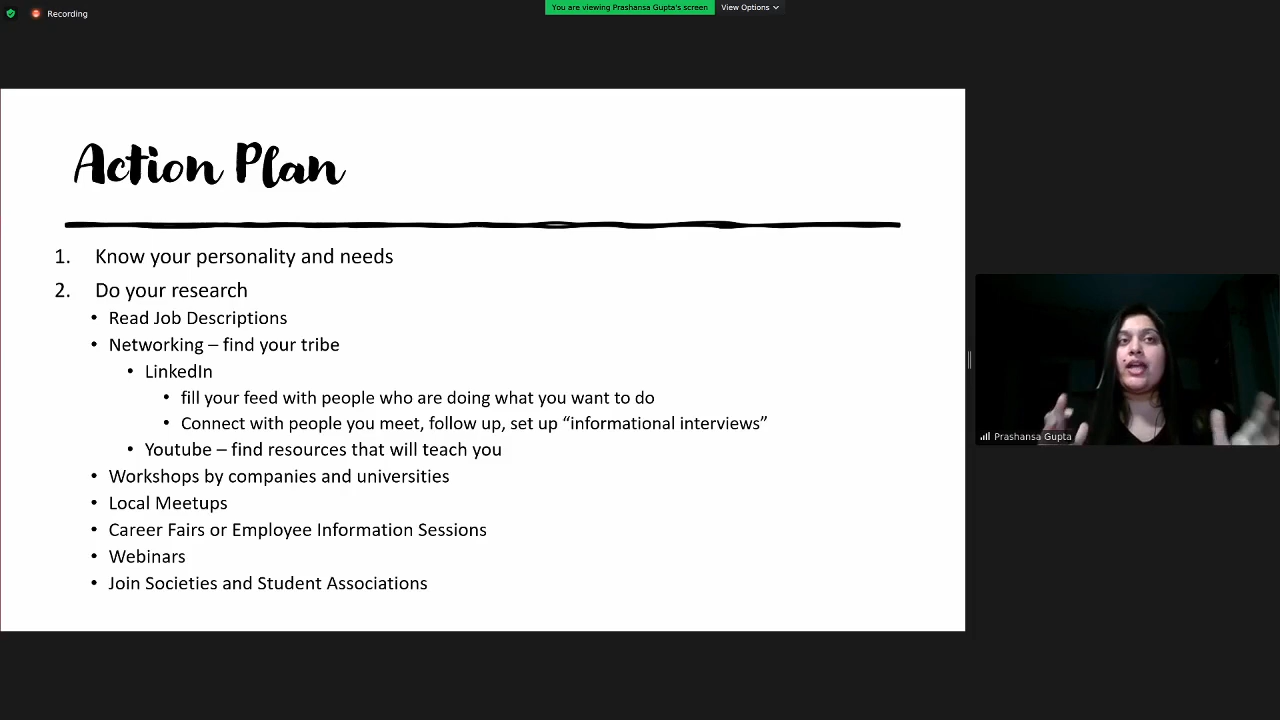 Recording
You are viewing Prashansa Gupta's screen
View Options
Action Plan
1. Know your personality and needs
2. Do your research
• Read Job Descriptions
• Networking – find your tribe
• LinkedIn
• fill your feed with people who are doing what you want to do
• Connect with people you meet, follow up, set up “informational interviews”
• Youtube – find resources that will teach you
• Workshops by companies and universities
• Local Meetups
• Career Fairs or Employee Information Sessions
• Webinars
• Join Societies and Student Associations
Prashansa Gupta